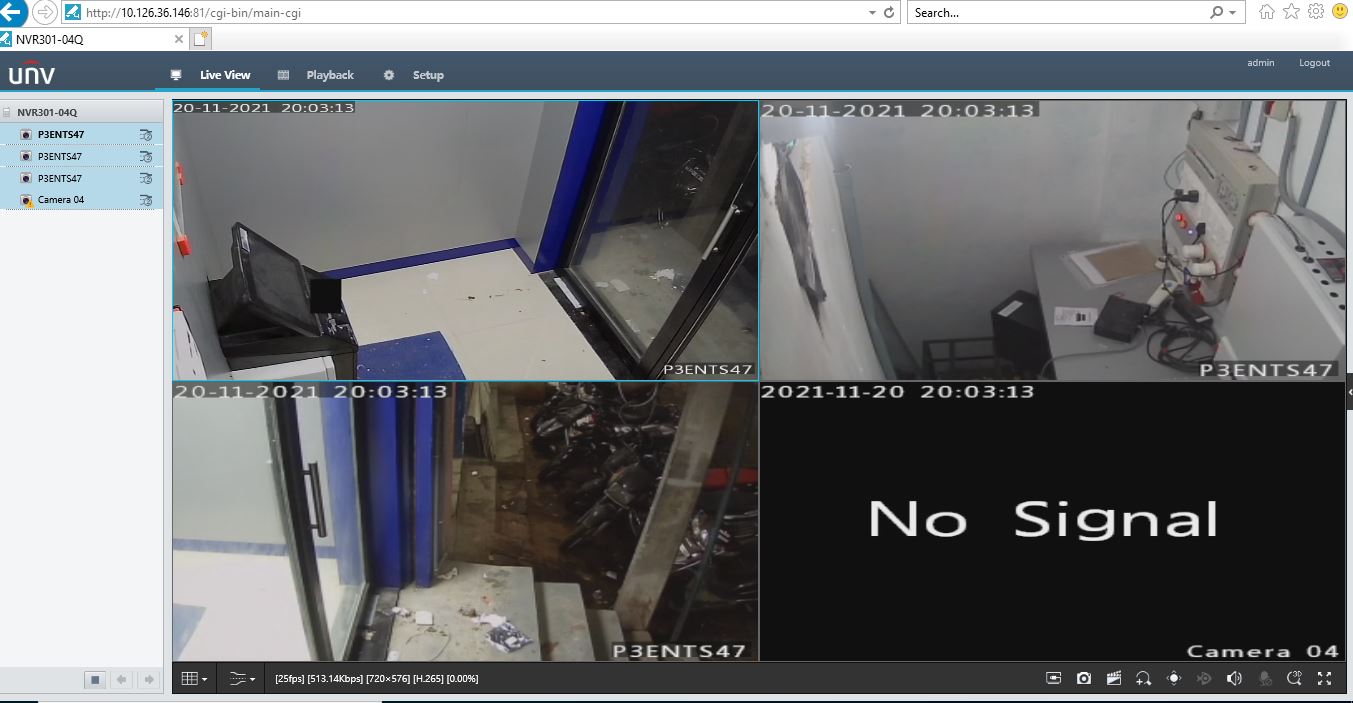 http://10.126.36.146:81/cgi-bin/main-cgi
Search...
NVR301-04Q
unv
Live View
Playback
Setup
admin
Logout
NVR301-04Q
P3ENTS47
P3ENTS47
P3ENTS47
Camera 04
20-11-2021 20:03:13
P3ENTS47
20-11-2021 20:03:13
P3ENTS47
20-11-2021 20:03:13
P3ENTS47
2021-11-20 20:03:13
No Signal
Camera 04
[25fps] [513.14Kbps] [720×576] [H.265] [0.00%]